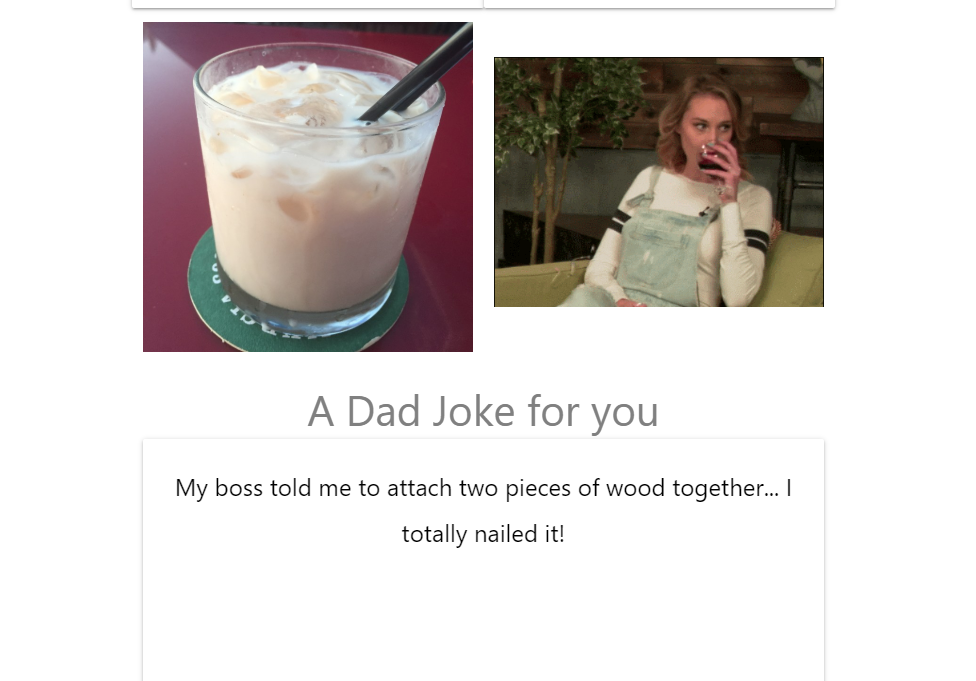 A Dad Joke for you
My boss told me to attach two pieces of wood together... I
totally nailed it!